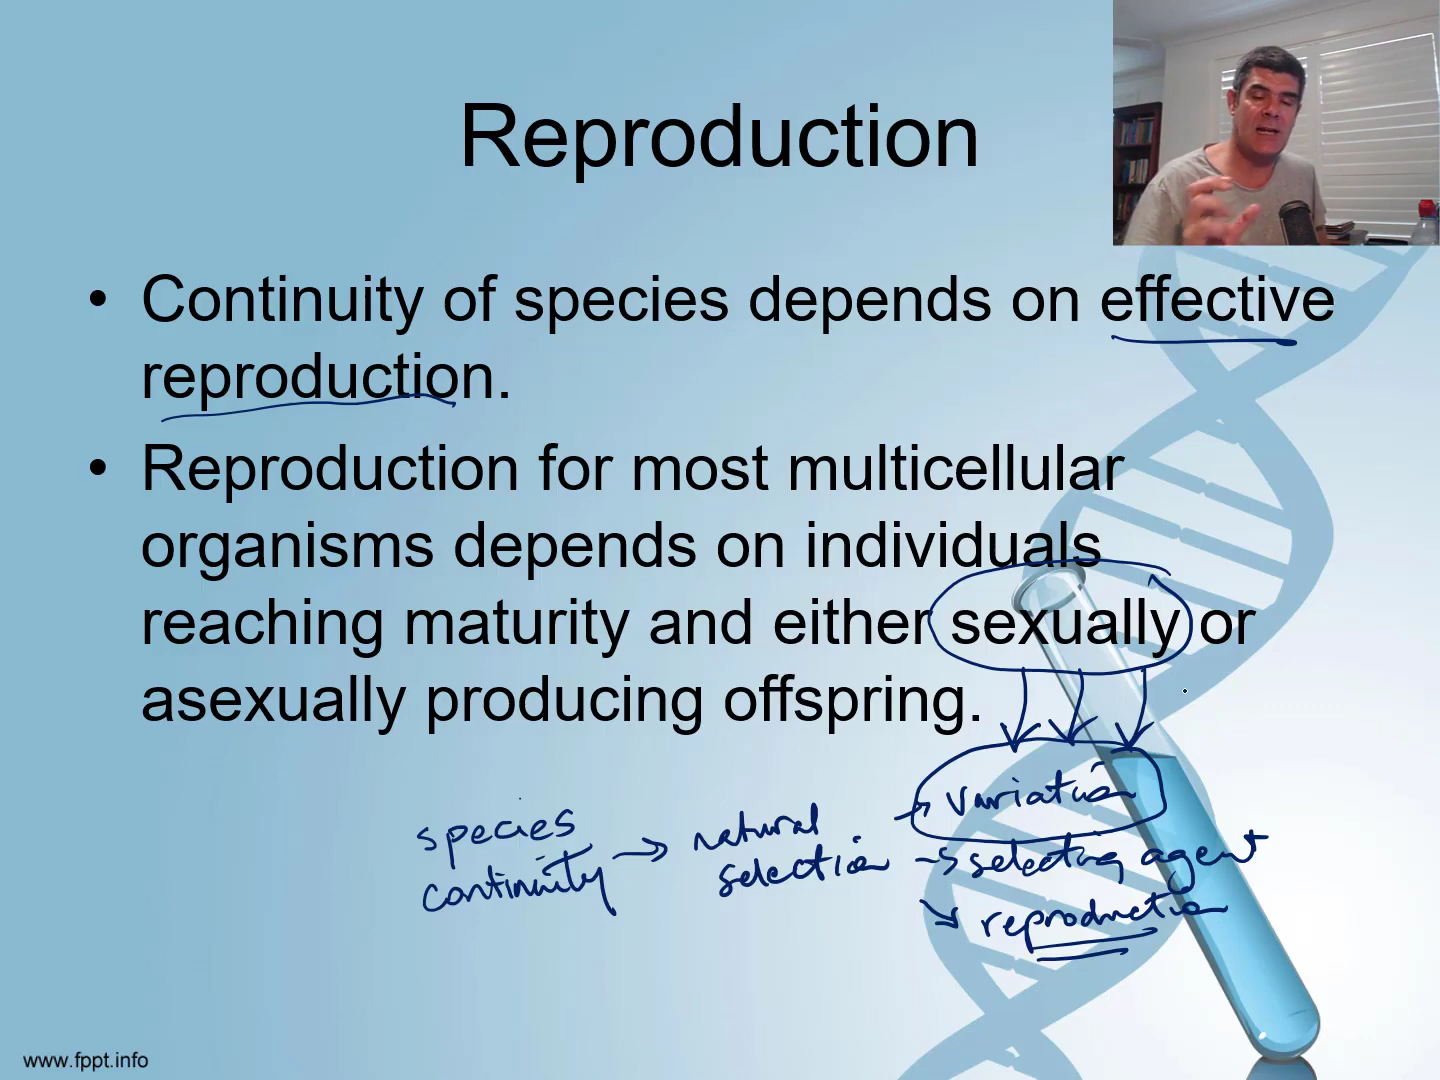 Reproduction
• Continuity of species depends on effective
reproduction.
• Reproduction for most multicellular
organisms depends on individuals
reaching maturity and either sexually or
asexually producing offspring.
species
continuity → natural
selection → variation
→ selecting agent
→ reproduction
www.fppt.info